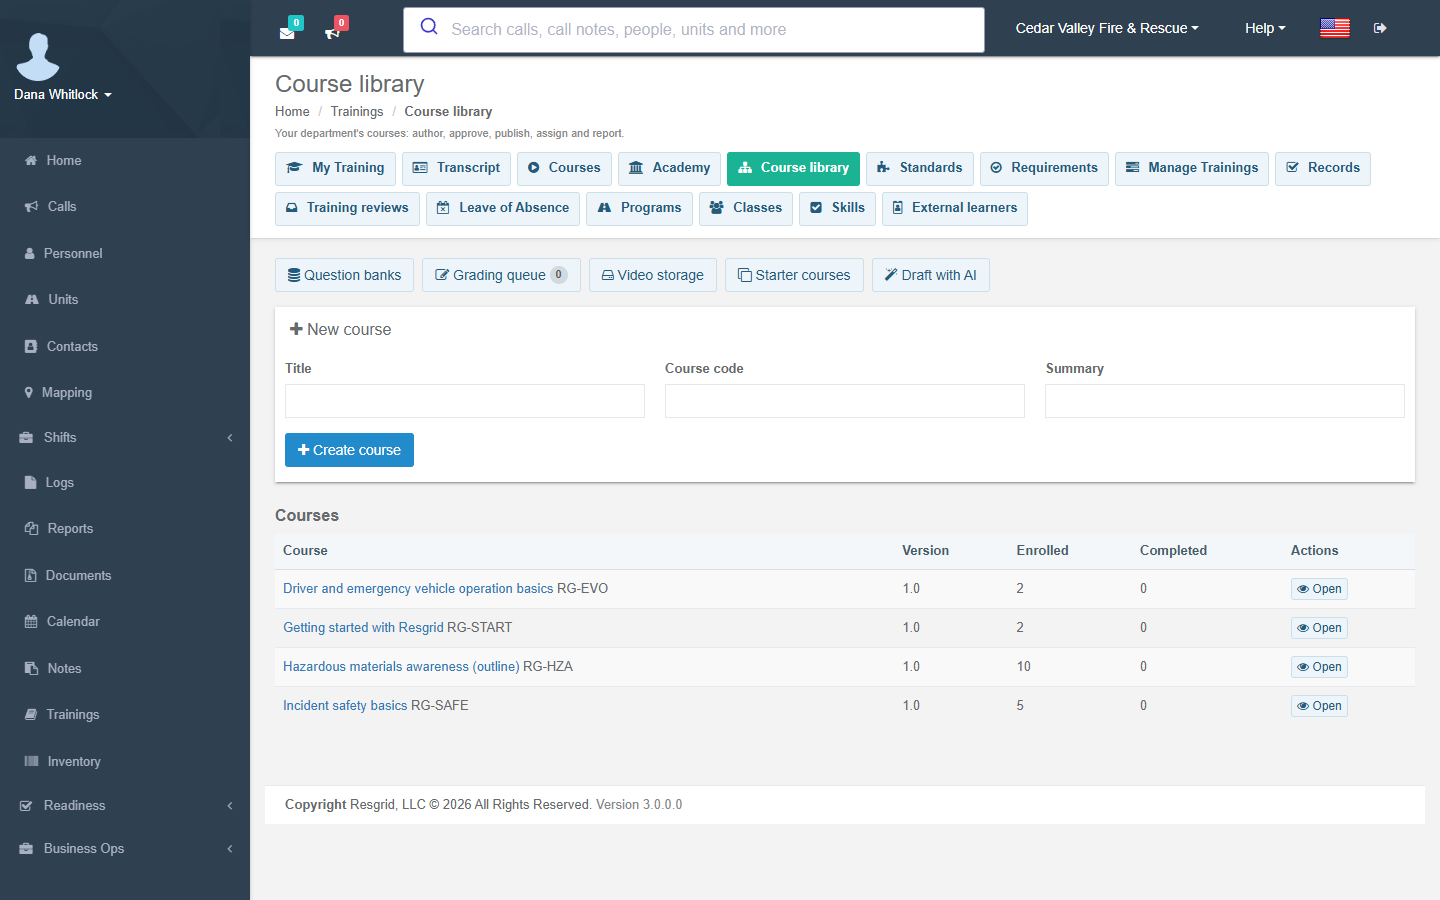 0
0
Search calls, call notes, people, units and more
Cedar Valley Fire & Rescue
Help
Dana Whitlock
Home
Calls
Personnel
Units
Contacts
Mapping
Shifts
Logs
Reports
Documents
Calendar
Notes
Trainings
Inventory
Readiness
Business Ops
Course library
Home / Trainings / Course library
Your department's courses: author, approve, publish, assign and report.
My Training Transcript Courses Academy Course library Standards Requirements Manage Trainings Records
Training reviews Leave of Absence Programs Classes Skills External learners
Question banks Grading queue 0 Video storage Starter courses Draft with AI
New course
Title Course code Summary
Create course
Courses
Course Version Enrolled Completed Actions
Driver and emergency vehicle operation basics RG-EVO 1.0 2 0 Open
Getting started with Resgrid RG-START 1.0 2 0 Open
Hazardous materials awareness (outline) RG-HZA 1.0 10 0 Open
Incident safety basics RG-SAFE 1.0 5 0 Open
Copyright Resgrid, LLC © 2026 All Rights Reserved. Version 3.0.0.0